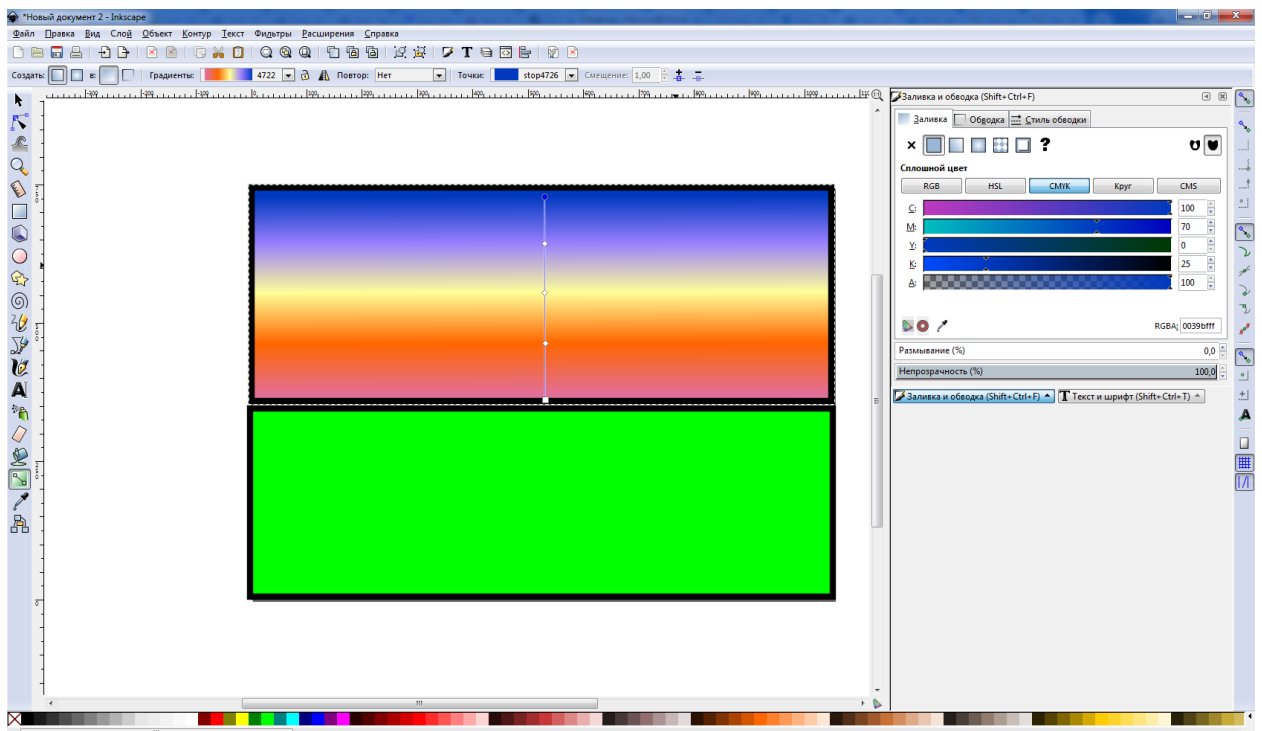 *Новый документ 2 - Inkscape
Файл Правка Вид Слой Объект Контур Текст Фильтры Расширения Справка
Создать: в: Градиенты: 4722 Повтор: Нет Точки: stop4726 Смещение: 1,00
Заливка и обводка (Shift+Ctrl+F)
Заливка Обводка Стиль обводки
Сплошной цвет
RGB HSL CMYK Круг CMS
C: 100
M: 70
Y: 0
K: 25
A: 100
RGBA: 0039bfff
Размывание (%) 0,0
Непрозрачность (%) 100,0
Заливка и обводка (Shift+Ctrl+F) Текст и шрифт (Shift+Ctrl+T)